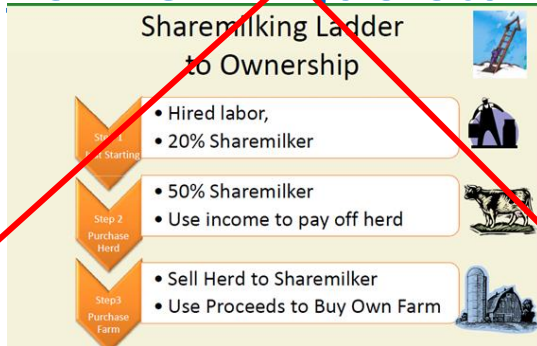 Sharemilking Ladder
to Ownership
Step 1
Just Starting
• Hired labor,
• 20% Sharemilker
Step 2
Purchase
Herd
• 50% Sharemilker
• Use income to pay off herd
Step3
Purchase
Farm
• Sell Herd to Sharemilker
• Use Proceeds to Buy Own Farm